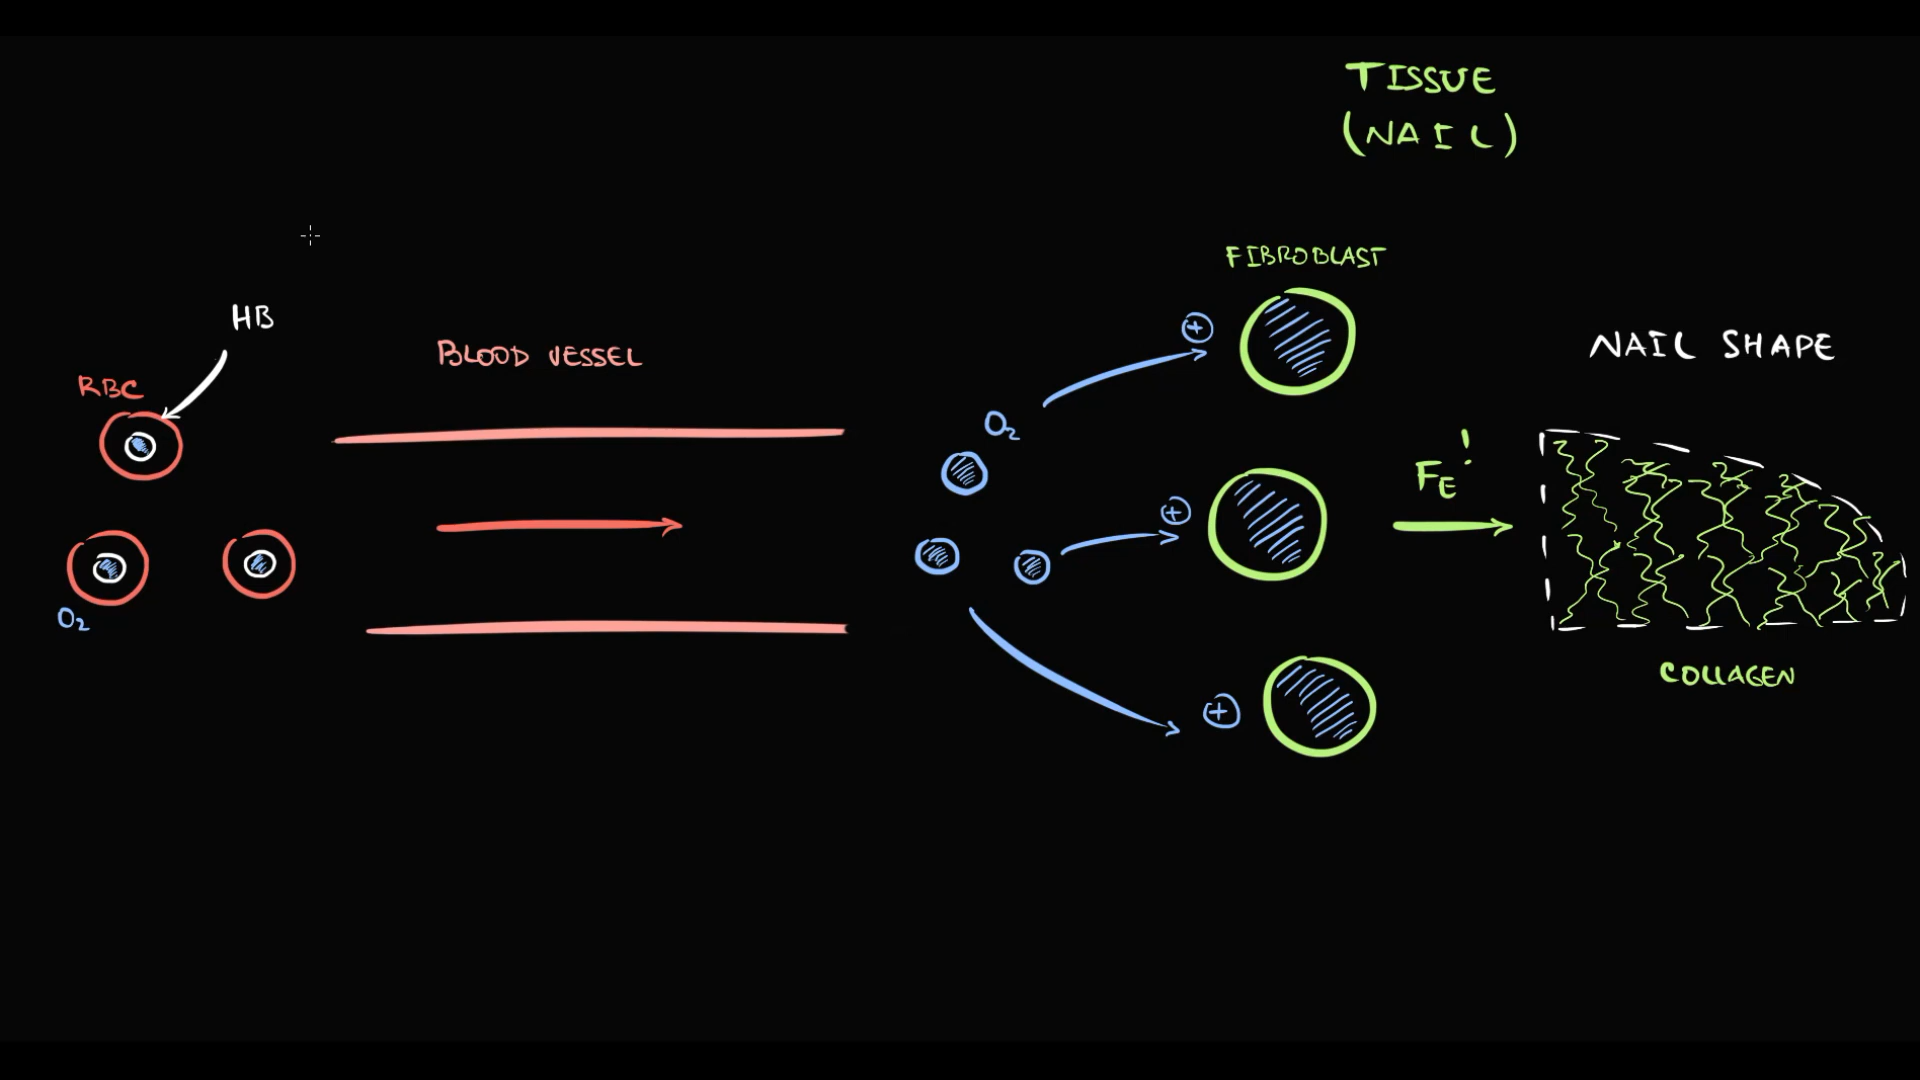 TISSUE
(NAIL)
FIBROBLAST
HB
BLOOD VESSEL
NAIL SHAPE
RBC
+
O2
FE!
+
O2
COLLAGEN
+